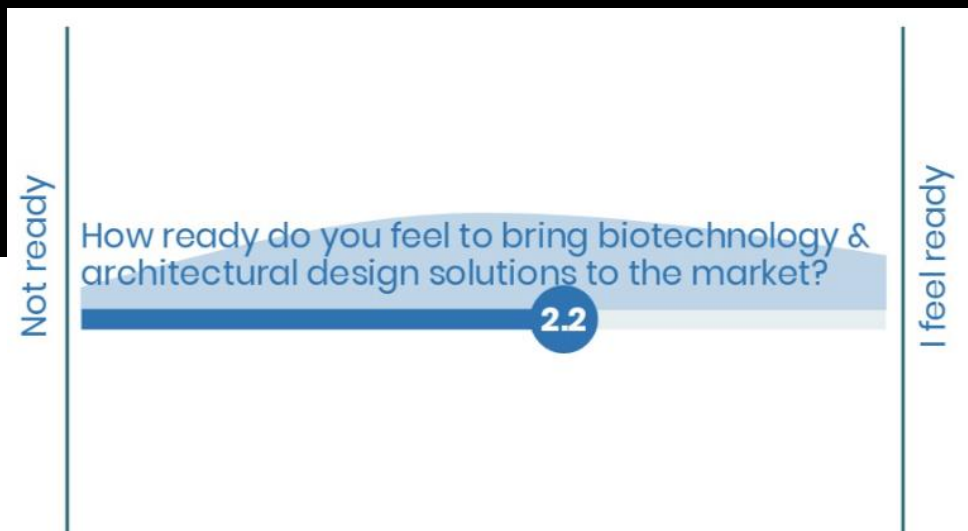 Not ready
How ready do you feel to bring biotechnology &
architectural design solutions to the market?
2.2
I feel ready